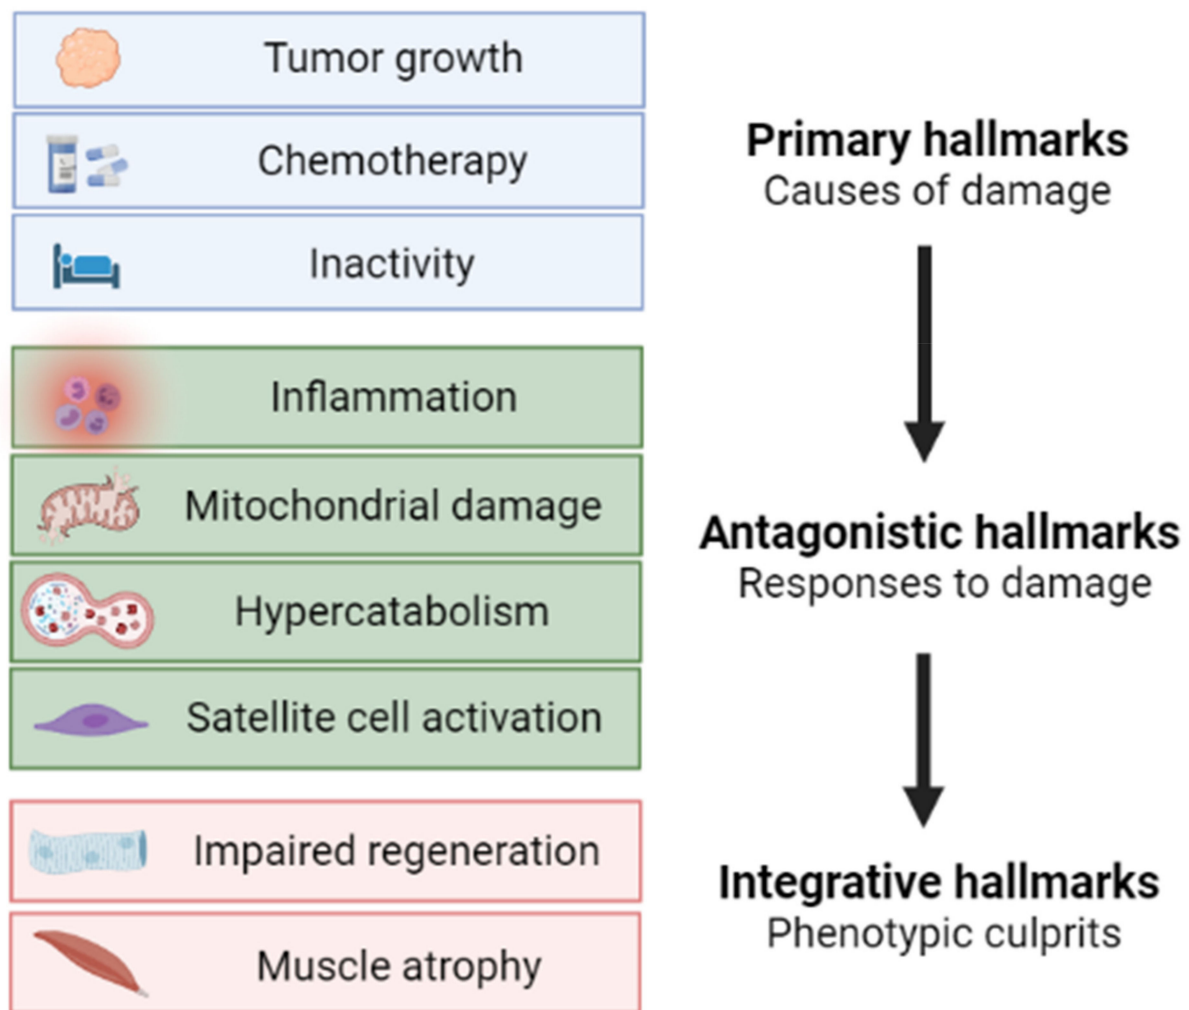 Tumor growth
Chemotherapy
Inactivity
Primary hallmarks
Causes of damage
Inflammation
Mitochondrial damage
Hypercatabolism
Satellite cell activation
Antagonistic hallmarks
Responses to damage
Impaired regeneration
Muscle atrophy
Integrative hallmarks
Phenotypic culprits